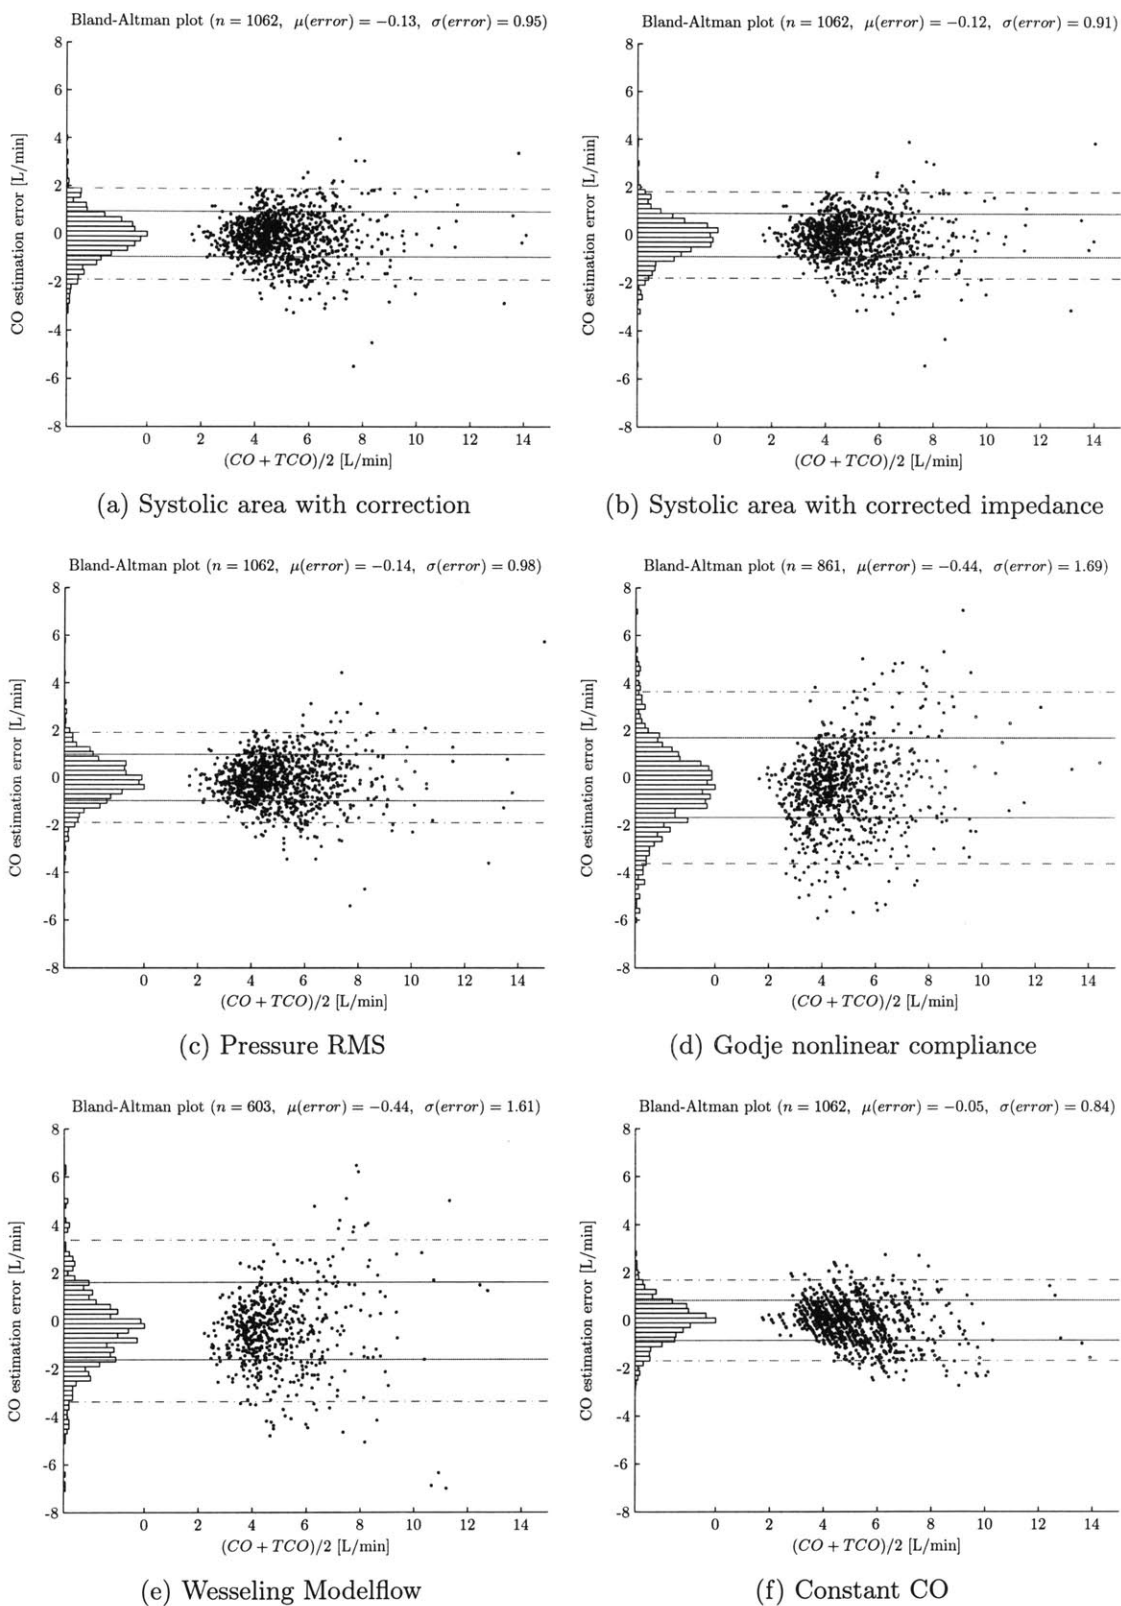 Bland-Altman plot (n = 1062, μ(error) = −0.13, σ(error) = 0.95)
8
6
4
2
0
-2
-4
-6
-8
CO estimation error [L/min]
0 2 4 6 8 10 12 14
(CO + TCO)/2 [L/min]
(a) Systolic area with correction
Bland-Altman plot (n = 1062, μ(error) = −0.12, σ(error) = 0.91)
8
6
4
2
0
-2
-4
-6
-8
CO estimation error [L/min]
0 2 4 6 8 10 12 14
(CO + TCO)/2 [L/min]
(b) Systolic area with corrected impedance
Bland-Altman plot (n = 1062, μ(error) = −0.14, σ(error) = 0.98)
8
6
4
2
0
-2
-4
-6
-8
CO estimation error [L/min]
0 2 4 6 8 10 12 14
(CO + TCO)/2 [L/min]
(c) Pressure RMS
Bland-Altman plot (n = 861, μ(error) = −0.44, σ(error) = 1.69)
8
6
4
2
0
-2
-4
-6
-8
CO estimation error [L/min]
0 2 4 6 8 10 12 14
(CO + TCO)/2 [L/min]
(d) Godje nonlinear compliance
Bland-Altman plot (n = 603, μ(error) = −0.44, σ(error) = 1.61)
8
6
4
2
0
-2
-4
-6
-8
CO estimation error [L/min]
0 2 4 6 8 10 12 14
(CO + TCO)/2 [L/min]
(e) Wesseling Modelflow
Bland-Altman plot (n = 1062, μ(error) = −0.05, σ(error) = 0.84)
8
6
4
2
0
-2
-4
-6
-8
CO estimation error [L/min]
0 2 4 6 8 10 12 14
(CO + TCO)/2 [L/min]
(f) Constant CO